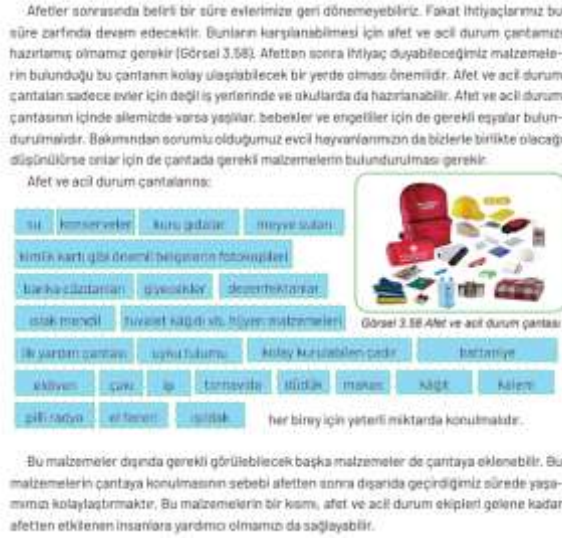 Afetler sonrasında belirli bir süre evlerimize geri dönemeyebiliriz. Fakat ihtiyaçlarımız bu
süre zarfında devam edecektir. Bunların karşılanabilmesi için afet ve acil durum çantamızı
hazırlamış olmamız gerekir (Görsel 3.58). Afetten sonra ihtiyaç duyabileceğimiz malzemele-
rin bulunduğu bu çantanın kolay ulaşılabilecek bir yerde olması önemlidir. Afet ve acil durum
çantaları sadece evler için değil iş yerlerinde ve okullarda da hazırlanabilir. Afet ve acil durum
çantasının içinde ailemizde varsa yaşlılar, bebekler ve engelliler için de gerekli eşyalar bulun-
durulmalıdır. Bakımından sorumlu olduğumuz evcil hayvanlarımızın da bizlerle birlikte olacağı
düşünülürse onlar için de çantada gerekli malzemelerin bulundurulması gerekir.
Afet ve acil durum çantalarına:
su konserveler kuru gıdalar meyve suları
kimlik kartı gibi önemli belgelerin fotokopileri
banka cüzdanları giyecekler dezenfektanlar
ıslak mendil tuvalet kâğıdı vb. hijyen malzemeleri
Görsel 3.58 Afet ve acil durum çantası
ilk yardım çantası uyku tulumu kolay kurulabilen çadır battaniye
eldiven çakı ip tornavida düdük makas kâğıt kalem
pilli radyo el feneri ışıldak her birey için yeterli miktarda konulmalıdır.
Bu malzemeler dışında gerekli görülebilecek başka malzemeler de çantaya eklenebilir. Bu
malzemelerin çantaya konulmasının sebebi afetten sonra dışarıda geçirdiğimiz sürede yaşa-
mımızı kolaylaştırmaktır. Bu malzemelerin bir kısmı, afet ve acil durum ekipleri gelene kadar
afetten etkilenen insanlara yardımcı olmamızı da sağlayabilir.